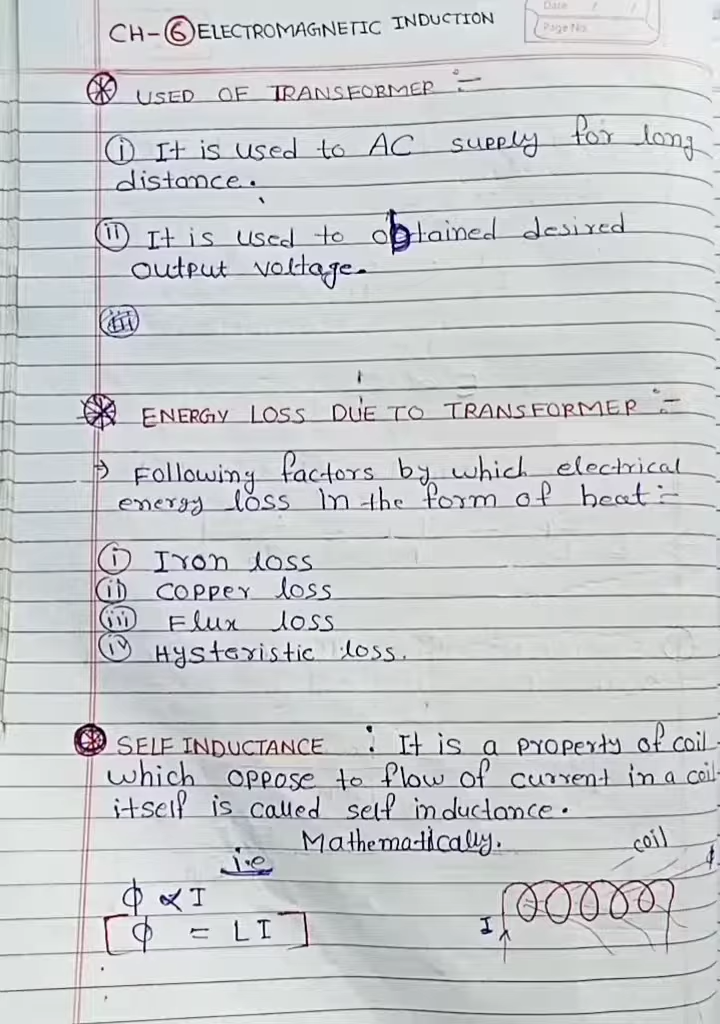 Date / /
Page No.
CH-⑥ ELECTROMAGNETIC INDUCTION
USED OF TRANSFORMER :-
(i) It is used to AC supply for long
distance.
(ii) It is used to obtained desired
output voltage.
(iii)
ENERGY LOSS DUE TO TRANSFORMER :-
→ Following factors by which electrical
energy loss in the form of heat :-
(i) Iron loss
(ii) copper loss
(iii) Flux loss
(iv) Hysteristic loss.
SELF INDUCTANCE : It is a property of coil
which oppose to flow of current in a coil
itself is called self inductance.
Mathematically.
i.e
coil
ϕ ∝ I
[ϕ = LI]
I